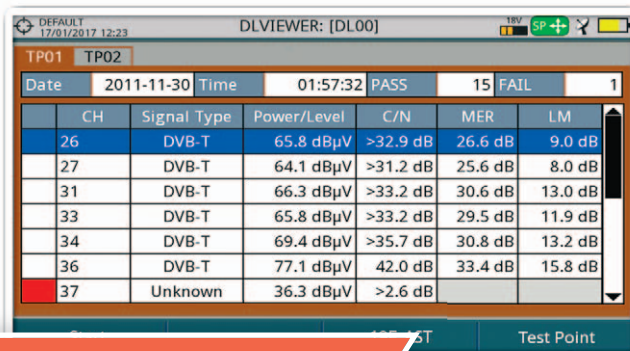 DEFAULT
17/01/2017 12:23
DLVIEWER: [DL00]
18V
SP
TP01 TP02
Date 2011-11-30 Time 01:57:32 PASS 15 FAIL 1
CH Signal Type Power/Level C/N MER LM
26 DVB-T 65.8 dBµV >32.9 dB 26.6 dB 9.0 dB
27 DVB-T 64.1 dBµV >31.2 dB 25.6 dB 8.0 dB
31 DVB-T 66.3 dBµV >33.2 dB 30.6 dB 13.0 dB
33 DVB-T 65.8 dBµV >33.2 dB 29.5 dB 11.9 dB
34 DVB-T 69.4 dBµV >35.7 dB 30.8 dB 13.2 dB
36 DVB-T 77.1 dBµV 42.0 dB 33.4 dB 15.8 dB
37 Unknown 36.3 dBµV >2.6 dB
Test Point